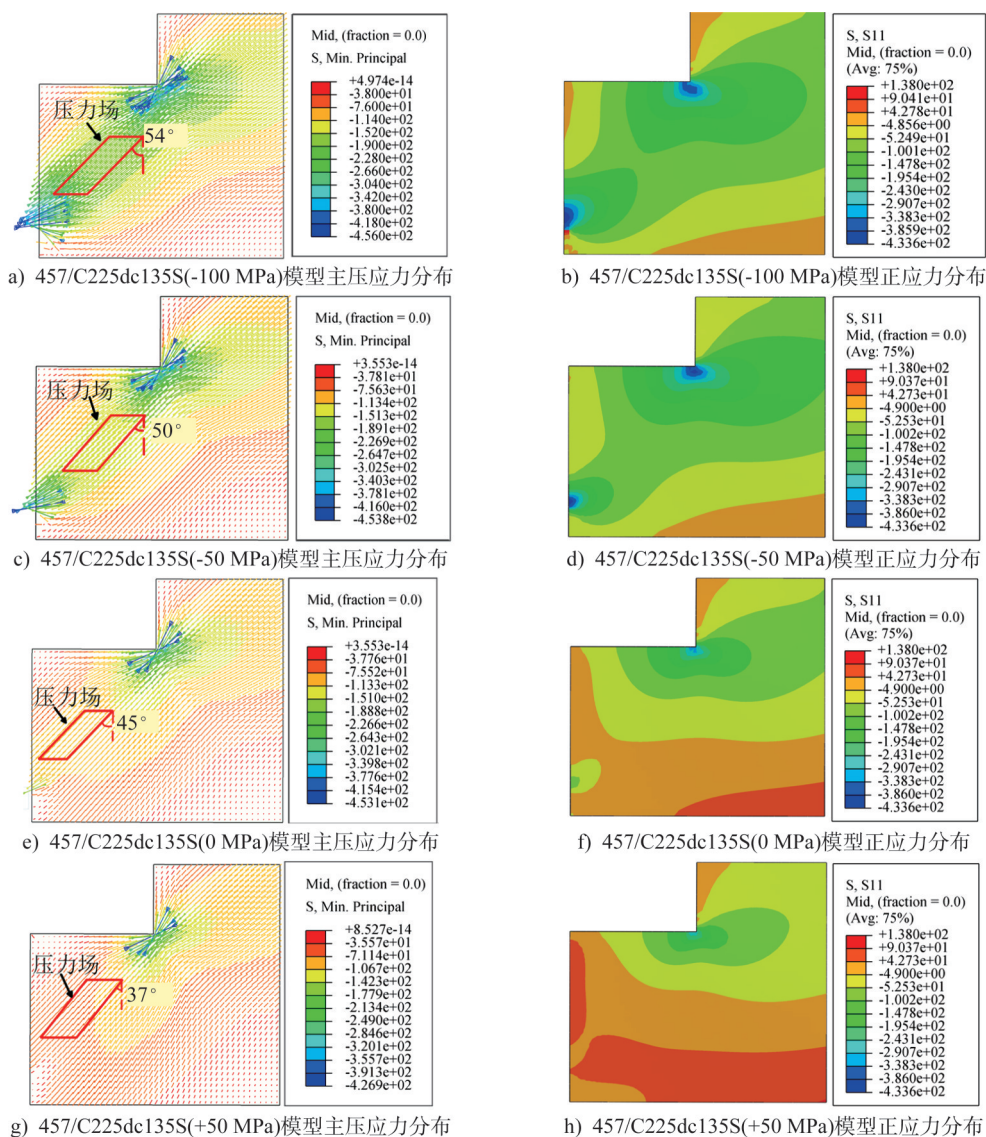 Mid, (fraction = 0.0)
S, Min. Principal
+4.974e-14
-3.800e+01
-7.600e+01
-1.140e+02
-1.520e+02
-1.900e+02
-2.280e+02
-2.660e+02
-3.040e+02
-3.420e+02
-3.800e+02
-4.180e+02
-4.560e+02
压力场
54°
a) 457/C225dc135S(-100 MPa)模型主压应力分布
S, S11
Mid, (fraction = 0.0)
(Avg: 75%)
+1.380e+02
+9.041e+01
+4.278e+01
-4.856e+00
-5.249e+01
-1.001e+02
-1.478e+02
-1.954e+02
-2.430e+02
-2.907e+02
-3.383e+02
-3.859e+02
-4.336e+02
b) 457/C225dc135S(-100 MPa)模型正应力分布
Mid, (fraction = 0.0)
S, Min. Principal
+3.553e-14
-3.781e+01
-7.563e+01
-1.134e+02
-1.513e+02
-1.891e+02
-2.269e+02
-2.647e+02
-3.025e+02
-3.403e+02
-3.781e+02
-4.160e+02
-4.538e+02
压力场
50°
c) 457/C225dc135S(-50 MPa)模型主压应力分布
S, S11
Mid, (fraction = 0.0)
(Avg: 75%)
+1.380e+02
+9.037e+01
+4.273e+01
-4.900e+00
-5.253e+01
-1.002e+02
-1.478e+02
-1.954e+02
-2.431e+02
-2.907e+02
-3.383e+02
-3.860e+02
-4.336e+02
d) 457/C225dc135S(-50 MPa)模型正应力分布
Mid, (fraction = 0.0)
S, Min. Principal
+3.553e-14
-3.776e+01
-7.552e+01
-1.133e+02
-1.510e+02
-1.888e+02
-2.266e+02
-2.643e+02
-3.021e+02
-3.398e+02
-3.776e+02
-4.154e+02
-4.531e+02
压力场
45°
e) 457/C225dc135S(0 MPa)模型主压应力分布
S, S11
Mid, (fraction = 0.0)
(Avg: 75%)
+1.380e+02
+9.037e+01
+4.273e+01
-4.900e+00
-5.253e+01
-1.002e+02
-1.478e+02
-1.954e+02
-2.431e+02
-2.907e+02
-3.383e+02
-3.860e+02
-4.336e+02
f) 457/C225dc135S(0 MPa)模型正应力分布
Mid, (fraction = 0.0)
S, Min. Principal
+8.527e-14
-3.557e+01
-7.114e+01
-1.067e+02
-1.423e+02
-1.779e+02
-2.134e+02
-2.490e+02
-2.846e+02
-3.201e+02
-3.557e+02
-3.913e+02
-4.269e+02
压力场
37°
g) 457/C225dc135S(+50 MPa)模型主压应力分布
S, S11
Mid, (fraction = 0.0)
(Avg: 75%)
+1.380e+02
+9.037e+01
+4.273e+01
-4.900e+00
-5.253e+01
-1.002e+02
-1.478e+02
-1.954e+02
-2.431e+02
-2.907e+02
-3.383e+02
-3.860e+02
-4.336e+02
h) 457/C225dc135S(+50 MPa)模型正应力分布